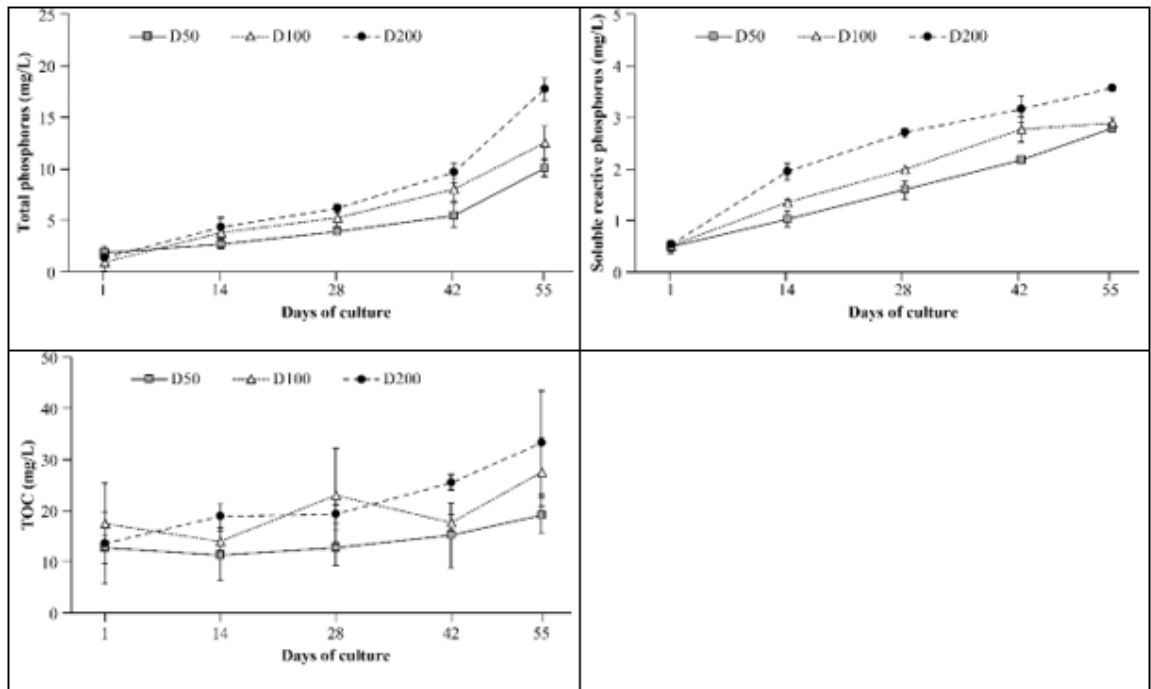 25
D50 D100 D200
20
15
10
5
0
Total phosphorus (mg/L)
1 14 28 42 55
Days of culture
5
D50 D100 D200
4
3
2
1
0
Soluble reactive phosphorus (mg/L)
1 14 28 42 55
Days of culture
50
D50 D100 D200
40
30
20
10
0
TOC (mg/L)
1 14 28 42 55
Days of culture